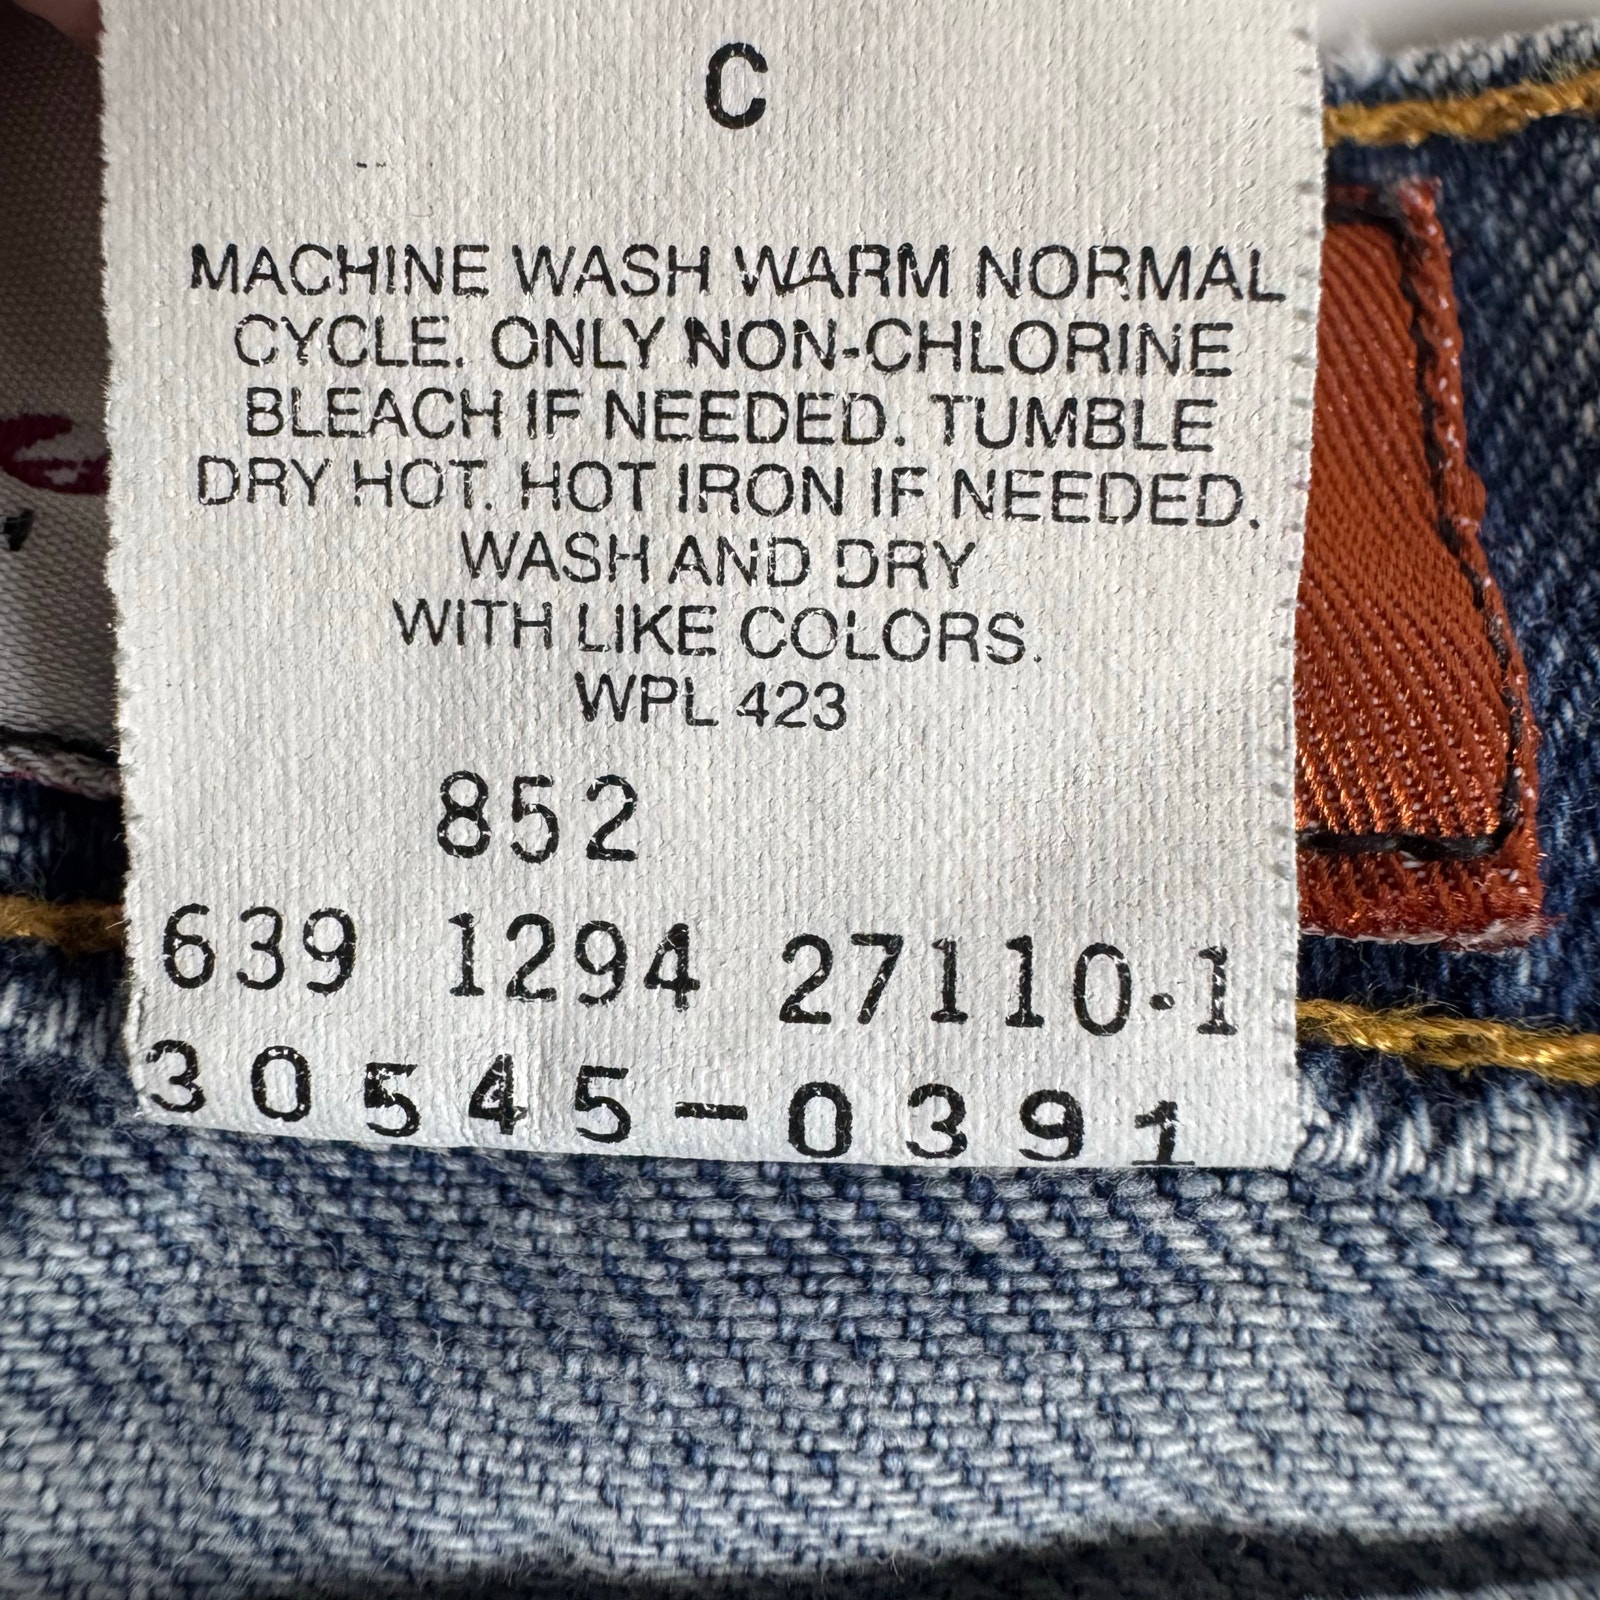 C
MACHINE WASH WARM NORMAL
CYCLE. ONLY NON-CHLORINE
BLEACH IF NEEDED. TUMBLE
DRY HOT. HOT IRON IF NEEDED.
WASH AND DRY
WITH LIKE COLORS.
WPL 423
852
639 1294 27110.1
30545-0391